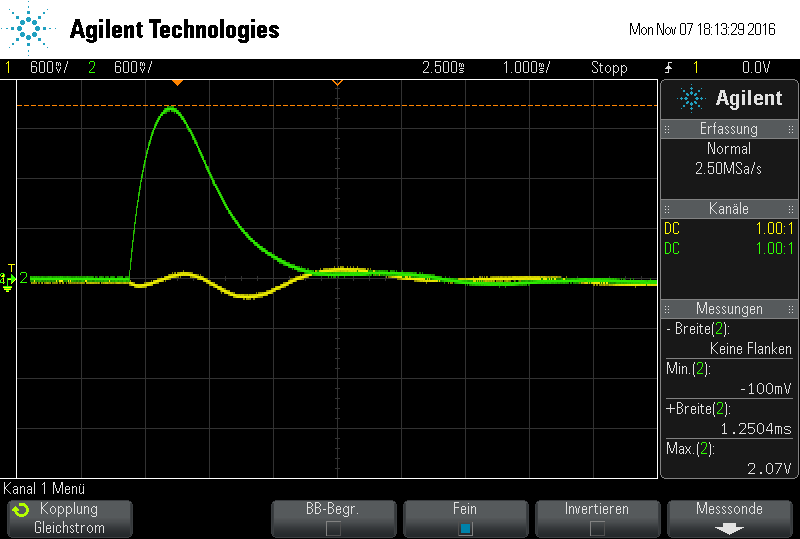 Agilent Technologies
Mon Nov 07 18:13:29 2016
1 600mV/ 2 600mV/ 2.500ms 1.000ms/ Stopp 1 0.0V
Agilent
Erfassung
Normal
2.50MSa/s
Kanäle
DC 1.00:1
DC 1.00:1
T
2
Messungen
- Breite(2):
Keine Flanken
Min.(2):
-100mV
+Breite(2):
1.2504ms
Max.(2):
2.07V
Kanal 1 Menü
Kopplung
Gleichstrom
BB-Begr.
Fein
Invertieren
Messsonde